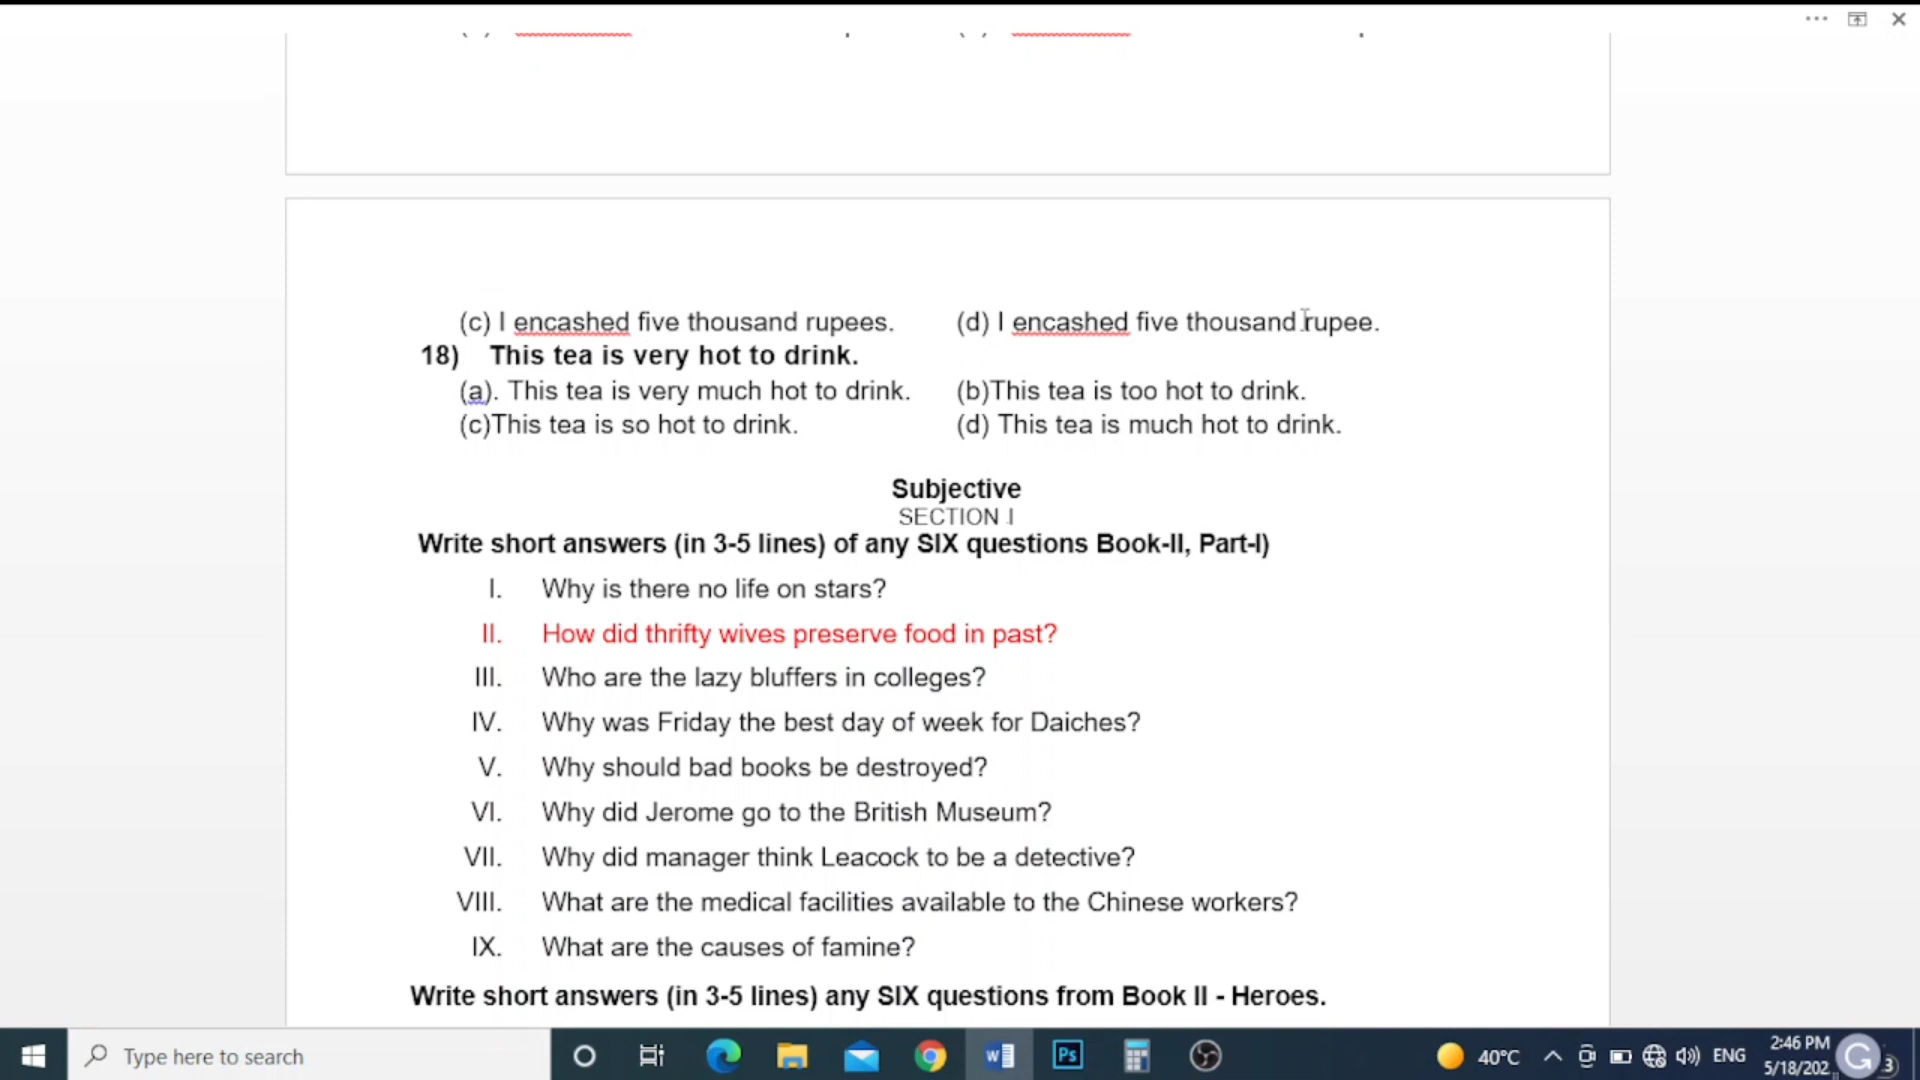 (c) I encashed five thousand rupees. (d) I encashed five thousand rupee.
18) This tea is very hot to drink.
(a). This tea is very much hot to drink. (b)This tea is too hot to drink.
(c)This tea is so hot to drink. (d) This tea is much hot to drink.
Subjective
SECTION I
Write short answers (in 3-5 lines) of any SIX questions Book-II, Part-I)
I. Why is there no life on stars?
II. How did thrifty wives preserve food in past?
III. Who are the lazy bluffers in colleges?
IV. Why was Friday the best day of week for Daiches?
V. Why should bad books be destroyed?
VI. Why did Jerome go to the British Museum?
VII. Why did manager think Leacock to be a detective?
VIII. What are the medical facilities available to the Chinese workers?
IX. What are the causes of famine?
Write short answers (in 3-5 lines) any SIX questions from Book II - Heroes.
Type here to search
W
Ps
40°C
ENG
2:46 PM
5/18/202
3